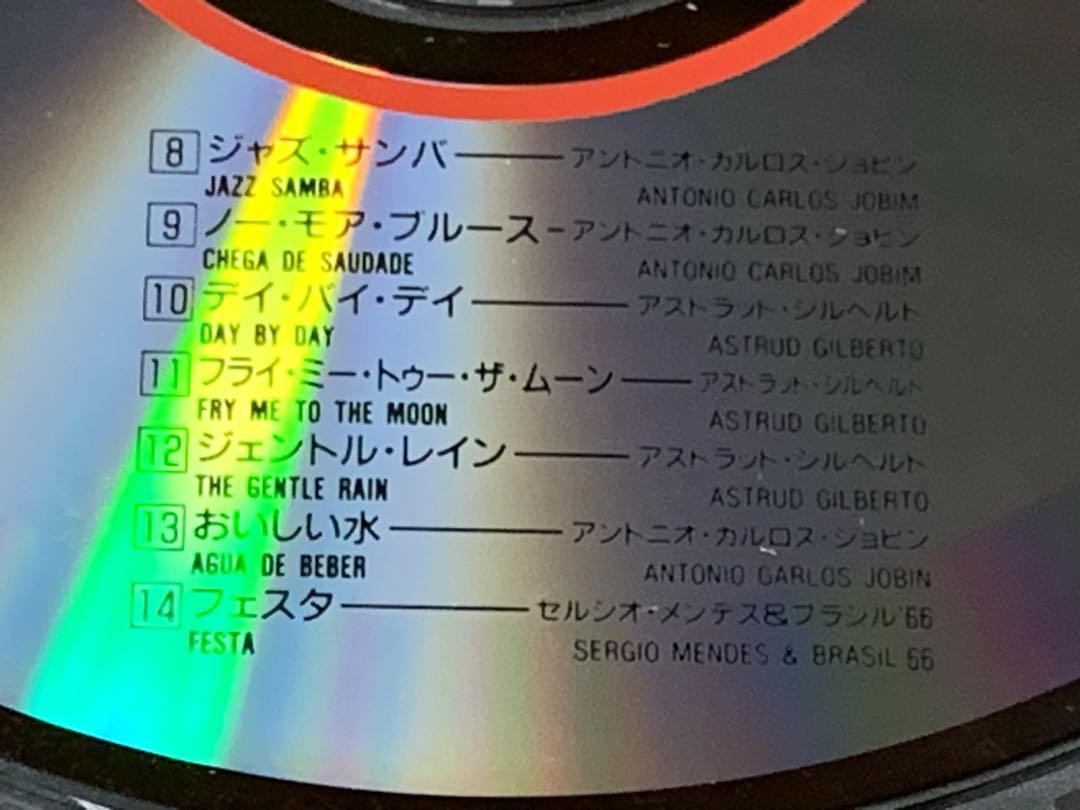 8 ジャズ・サンバ — アントニオ・カルロス・ジョビン
JAZZ SAMBA ANTONIO CARLOS JOBIM
9 ノー・モア・ブルース - アントニオ・カルロス・ジョビン
CHEGA DE SAUDADE ANTONIO CARLOS JOBIM
10 デイ・バイ・デイ — アストラット・ジルベルト
DAY BY DAY ASTRUD GILBERTO
11 フライ・ミー・トゥー・ザ・ムーン — アストラット・ジルベルト
FRY ME TO THE MOON ASTRUD GILBERTO
12 ジェントル・レイン — アストラット・ジルベルト
THE GENTLE RAIN ASTRUD GILBERTO
13 おいしい水 — アントニオ・カルロス・ジョビン
AGUA DE BEBER ANTONIO CARLOS JOBIN
14 フェスタ — セルジオ・メンデス&ブラジル'66
FESTA SERGIO MENDES & BRASIL 66